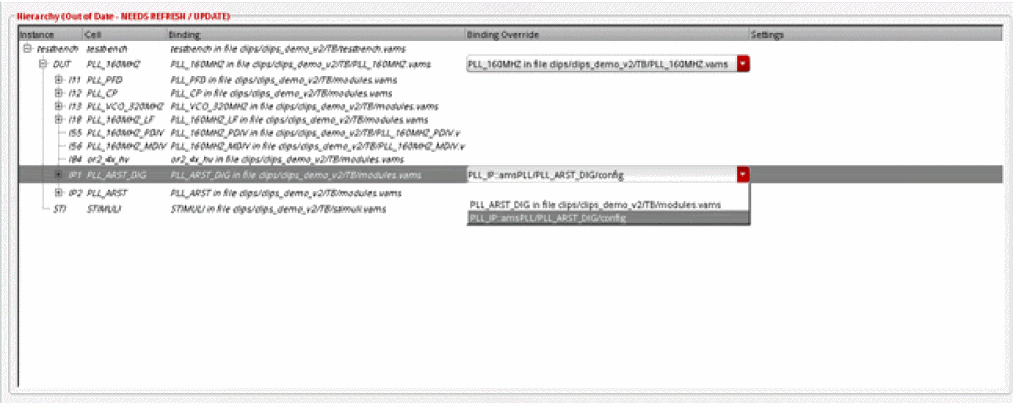 Hierarchy (Out of Date - NEEDS REFRESH / UPDATE)
Instance Cell Binding Binding Override Settings
testbench testbench testbench in file clips/clips_demo_v2/TB/testbench.vams
DUT PLL_160MHZ PLL_160MHZ in file clips/clips_demo_v2/TB/PLL_160MHZ.vams PLL_160MHZ in file clips/clips_demo_v2/TB/PLL_160MHZ.vams
I11 PLL_PFD PLL_PFD in file clips/clips_demo_v2/TB/modules.vams
I12 PLL_CP PLL_CP in file clips/clips_demo_v2/TB/modules.vams
I13 PLL_VCO_320MHZ PLL_VCO_320MHZ in file clips/clips_demo_v2/TB/modules.vams
I18 PLL_160MHZ_LF PLL_160MHZ_LF in file clips/clips_demo_v2/TB/modules.vams
I55 PLL_160MHZ_PDIV PLL_160MHZ_PDIV in file clips/clips_demo_v2/TB/PLL_160MHZ_PDIV.v
I56 PLL_160MHZ_MDIV PLL_160MHZ_MDIV in file clips/clips_demo_v2/TB/PLL_160MHZ_MDIV.v
I84 or2_4x_hv or2_4x_hv in file clips/clips_demo_v2/TB/modules.vams
IP1 PLL_ARST_DIG PLL_ARST_DIG in file clips/clips_demo_v2/TB/modules.vams PLL_IP::amsPLL/PLL_ARST_DIG/config
IP2 PLL_ARST PLL_ARST in file clips/clips_demo_v2/TB/modules.vams
PLL_ARST_DIG in file clips/clips_demo_v2/TB/modules.vams
STI STIMULI STIMULI in file clips/clips_demo_v2/TB/stimuli.vams
PLL_IP::amsPLL/PLL_ARST_DIG/config